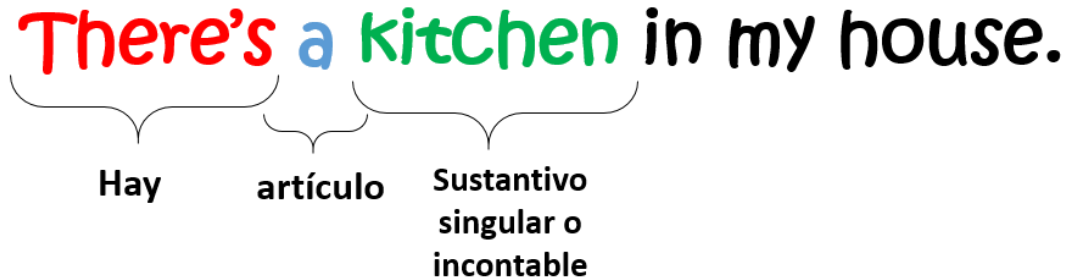 There's a kitchen in my house.
Hay
artículo
Sustantivo
singular o
incontable